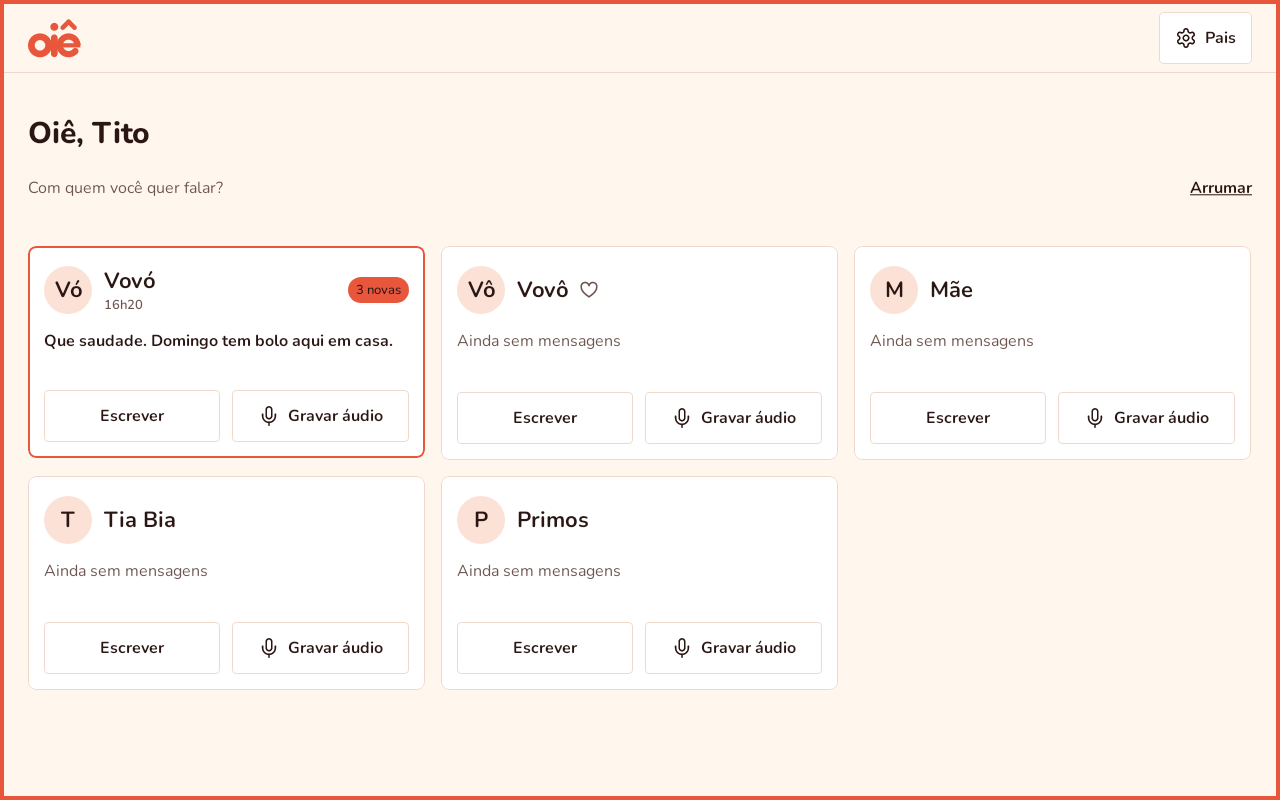 oiê
Pais
Oiê, Tito
Com quem você quer falar?
Arrumar
Vó
Vovó
16h20
3 novas
Que saudade. Domingo tem bolo aqui em casa.
Escrever
Gravar áudio
Vô
Vovô
Ainda sem mensagens
Escrever
Gravar áudio
M
Mãe
Ainda sem mensagens
Escrever
Gravar áudio
T
Tia Bia
Ainda sem mensagens
Escrever
Gravar áudio
P
Primos
Ainda sem mensagens
Escrever
Gravar áudio